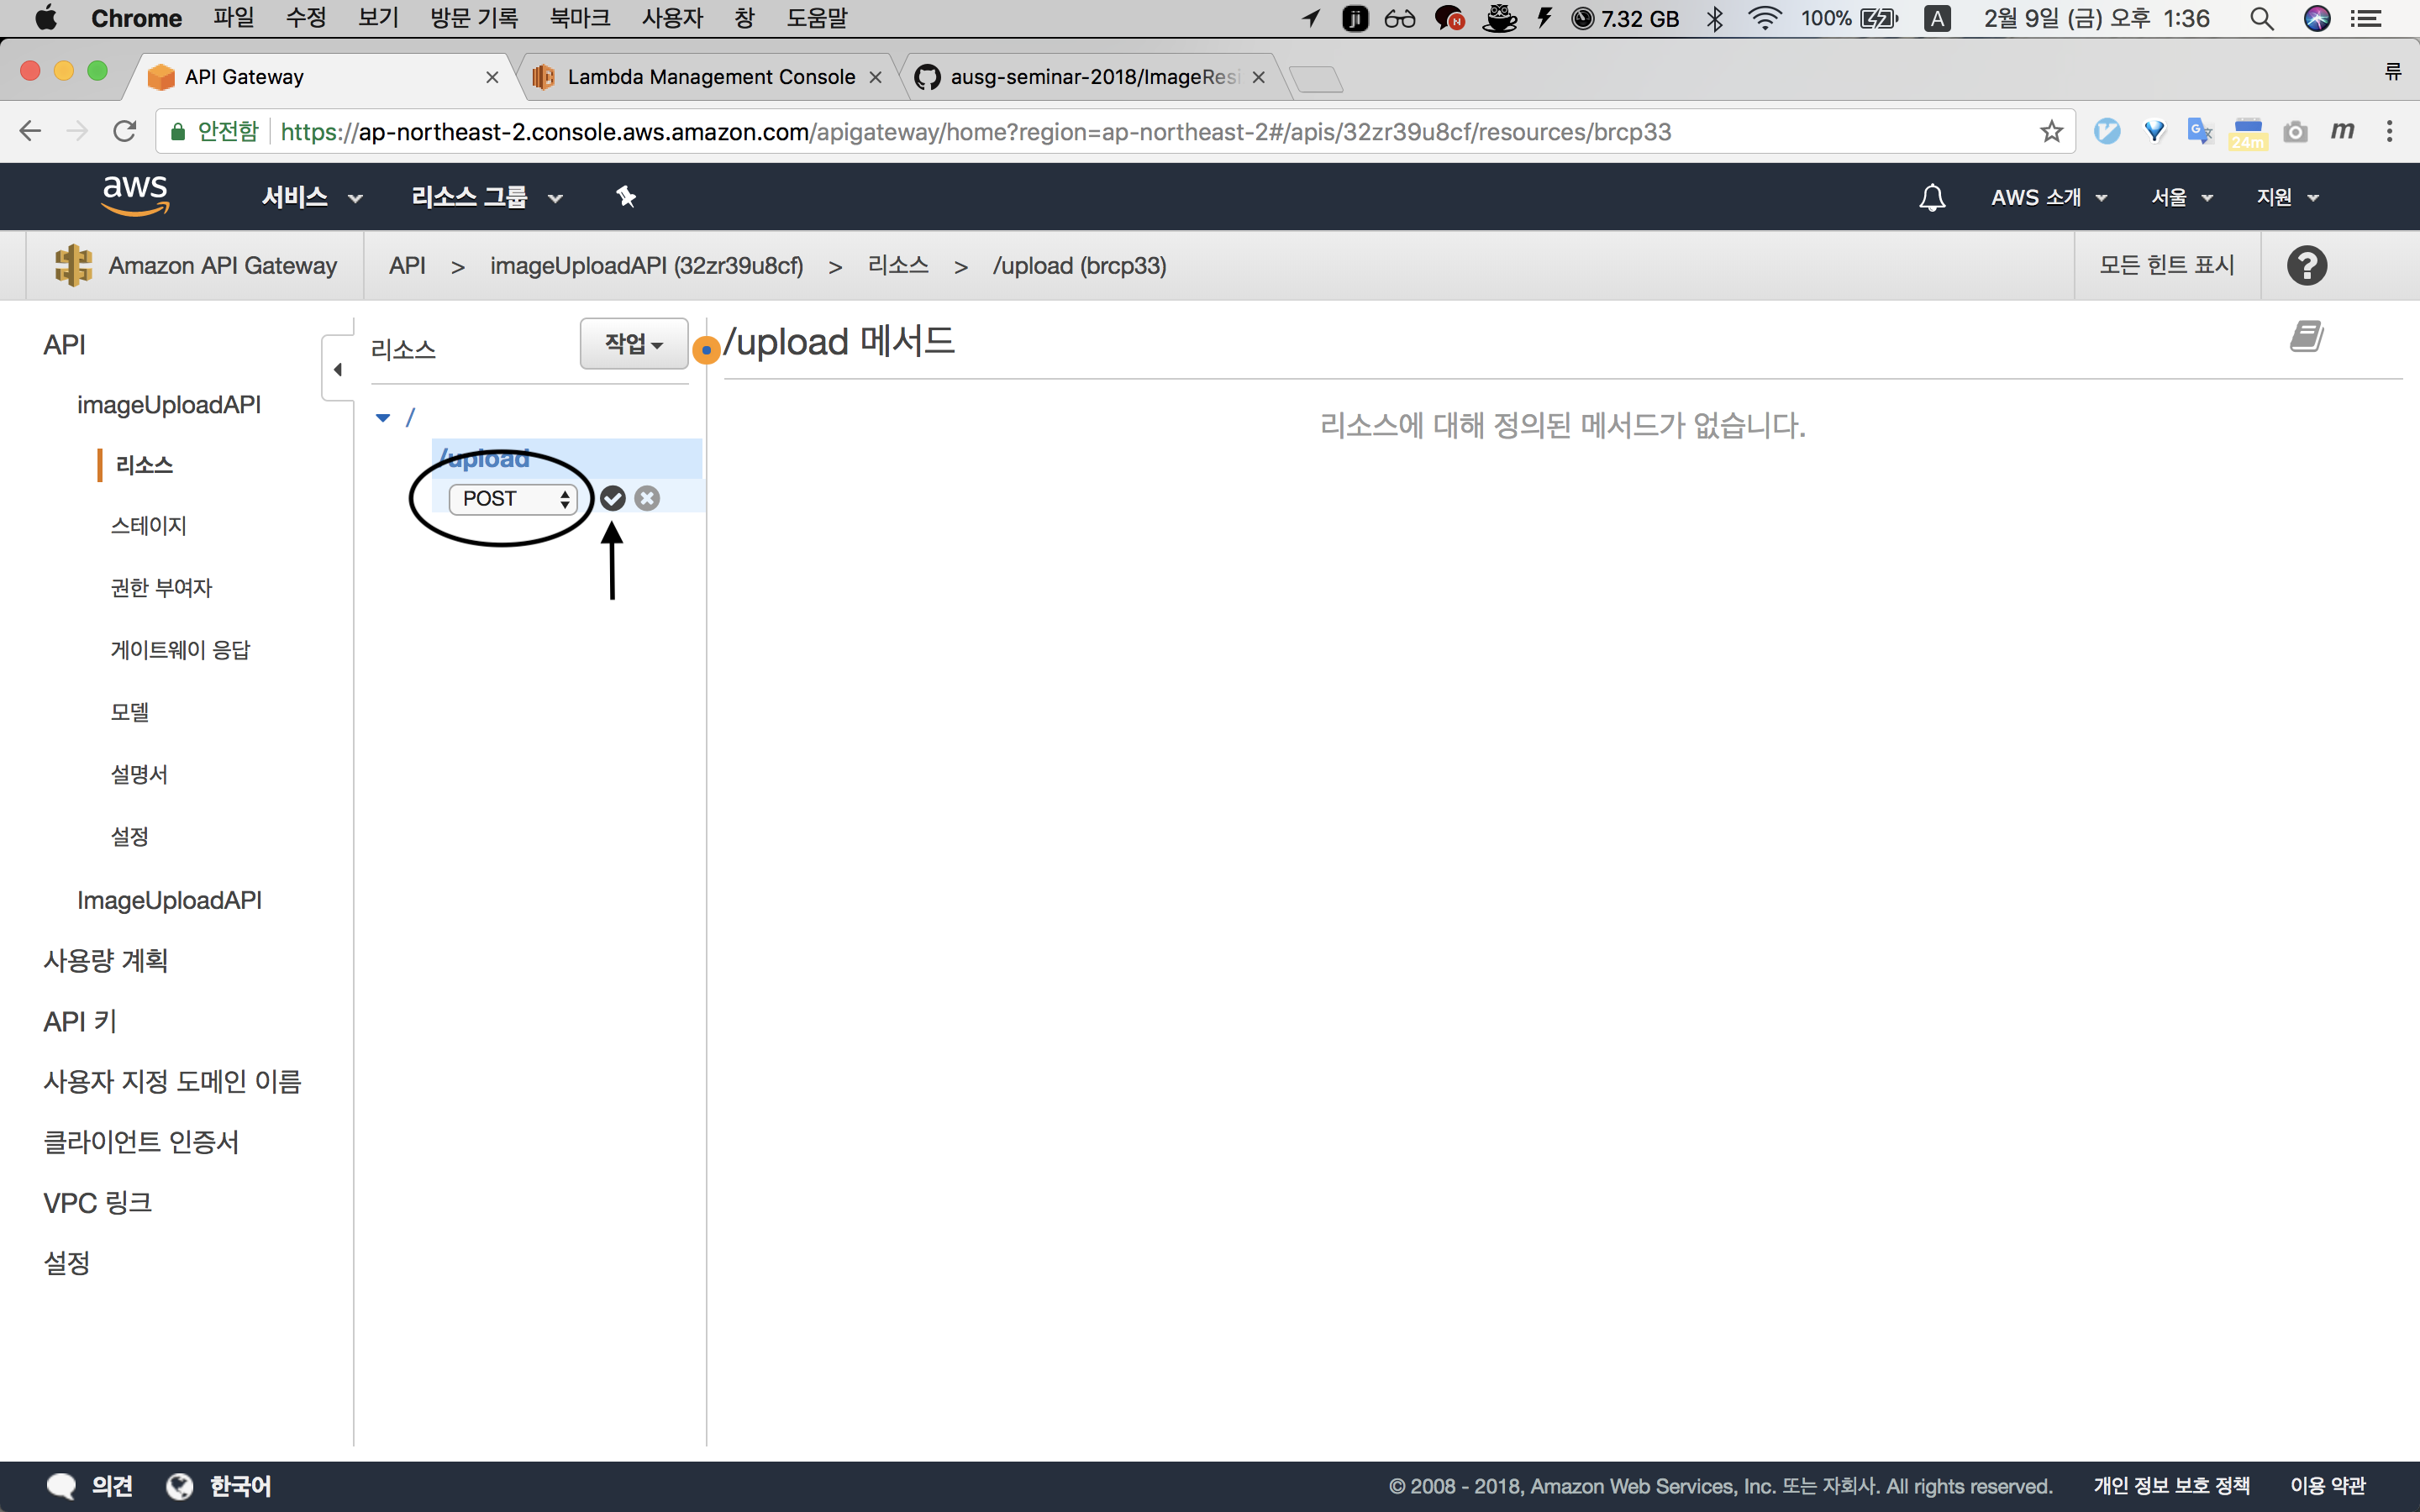 Chrome 파일 수정 보기 방문 기록 북마크 사용자 창 도움말 ji N 7.32 GB 100% A 2월 9일 (금) 오후 1:36
API Gateway Lambda Management Console ausg-seminar-2018/ImageResi 류
안전함 https://ap-northeast-2.console.aws.amazon.com/apigateway/home?region=ap-northeast-2#/apis/32zr39u8cf/resources/brcp33 24m m
aws 서비스 리소스 그룹 AWS 소개 서울 지원
Amazon API Gateway API > imageUploadAPI (32zr39u8cf) > 리소스 > /upload (brcp33) 모든 힌트 표시 ?
API
imageUploadAPI
리소스
스테이지
권한 부여자
게이트웨이 응답
모델
설명서
설정
ImageUploadAPI
사용량 계획
API 키
사용자 지정 도메인 이름
클라이언트 인증서
VPC 링크
설정
리소스 작업
/
/upload
POST
/upload 메서드
리소스에 대해 정의된 메서드가 없습니다.
의견 한국어 © 2008 - 2018, Amazon Web Services, Inc. 또는 자회사. All rights reserved. 개인 정보 보호 정책 이용 약관